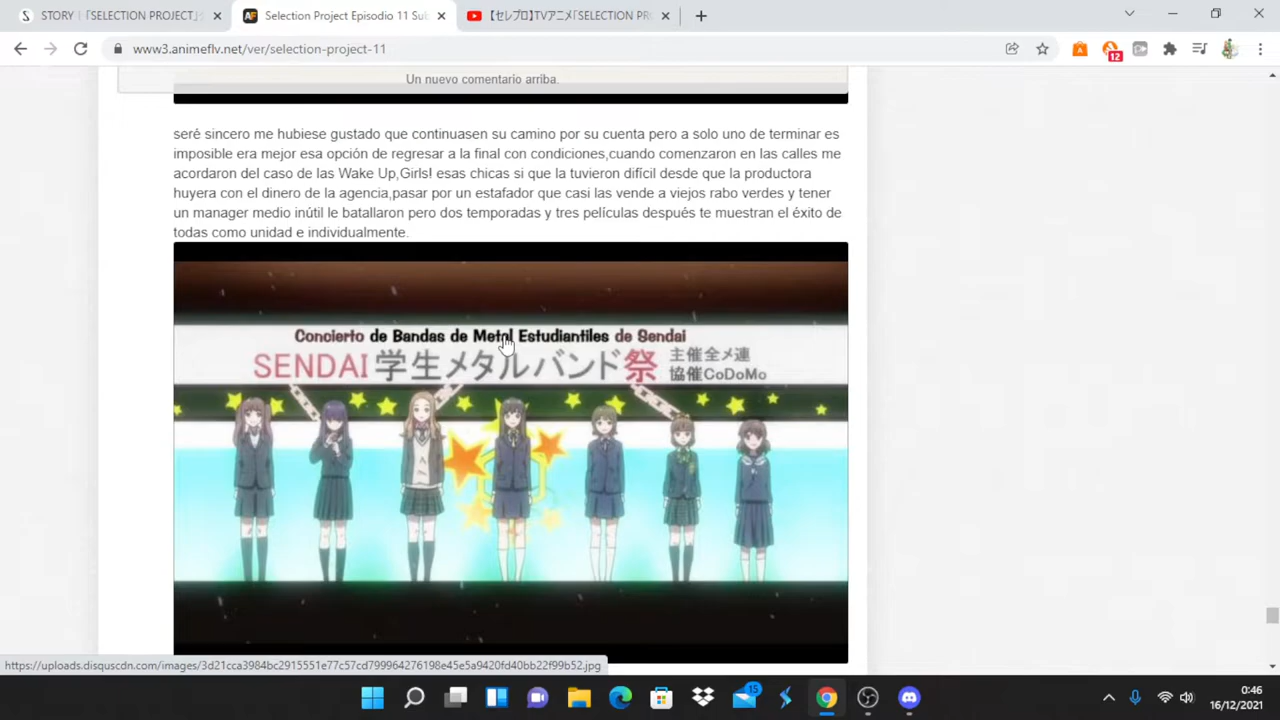 STORY | 「SELECTION PROJECT」
Selection Project Episodio 11 Sub
【セレプロ】TVアニメ「SELECTION PRO
www3.animeflv.net/ver/selection-project-11
12
Un nuevo comentario arriba.
seré sincero me hubiese gustado que continuasen su camino por su cuenta pero a solo uno de terminar es
imposible era mejor esa opción de regresar a la final con condiciones,cuando comenzaron en las calles me
acordaron del caso de las Wake Up,Girls! esas chicas si que la tuvieron difícil desde que la productora
huyera con el dinero de la agencia,pasar por un estafador que casi las vende a viejos rabo verdes y tener
un manager medio inútil le batallaron pero dos temporadas y tres películas después te muestran el éxito de
todas como unidad e individualmente.
Concierto de Bandas de Metal Estudiantiles de Sendai
SENDAI 学生メタルバンド祭 主催全メ連
協催CoDoMo
https://uploads.disquscdn.com/images/3d21cca3984bc2915551e77c57cd799964276198e45e5a9420fd40bb22f99b52.jpg
15
0:46
16/12/2021